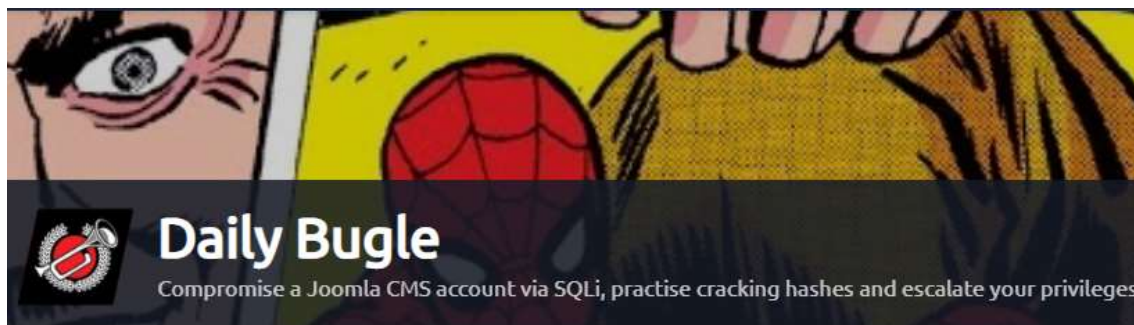 Daily Bugle
Compromise a Joomla CMS account via SQLi, practise cracking hashes and escalate your privileges